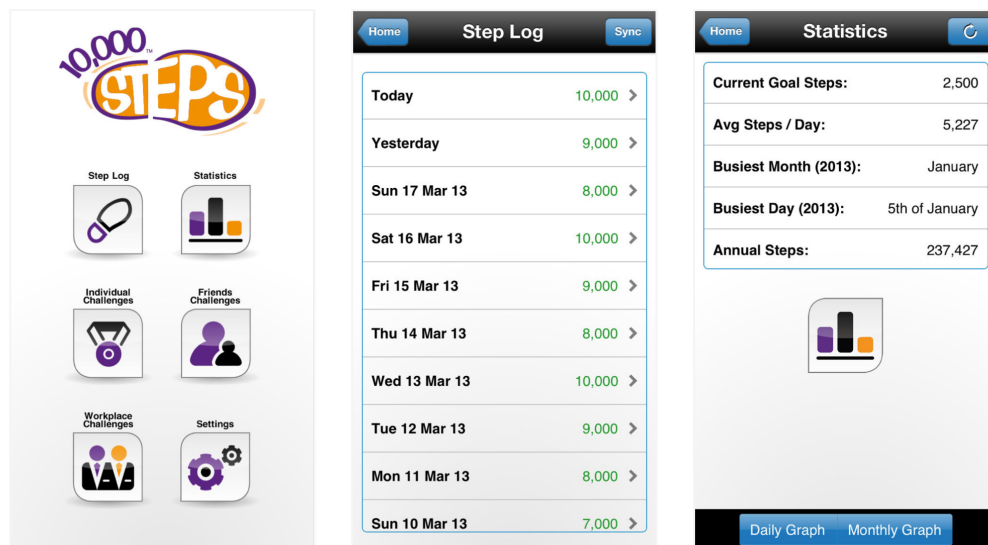 10,000™
STEPS
Step Log
Statistics
Individual
Challenges
Friends
Challenges
Workplace
Challenges
Settings
Home
Step Log
Sync
Today 10,000
Yesterday 9,000
Sun 17 Mar 13 8,000
Sat 16 Mar 13 10,000
Fri 15 Mar 13 9,000
Thu 14 Mar 13 8,000
Wed 13 Mar 13 10,000
Tue 12 Mar 13 9,000
Mon 11 Mar 13 8,000
Sun 10 Mar 13 7,000
Home
Statistics
Current Goal Steps: 2,500
Avg Steps / Day: 5,227
Busiest Month (2013): January
Busiest Day (2013): 5th of January
Annual Steps: 237,427
Daily Graph
Monthly Graph